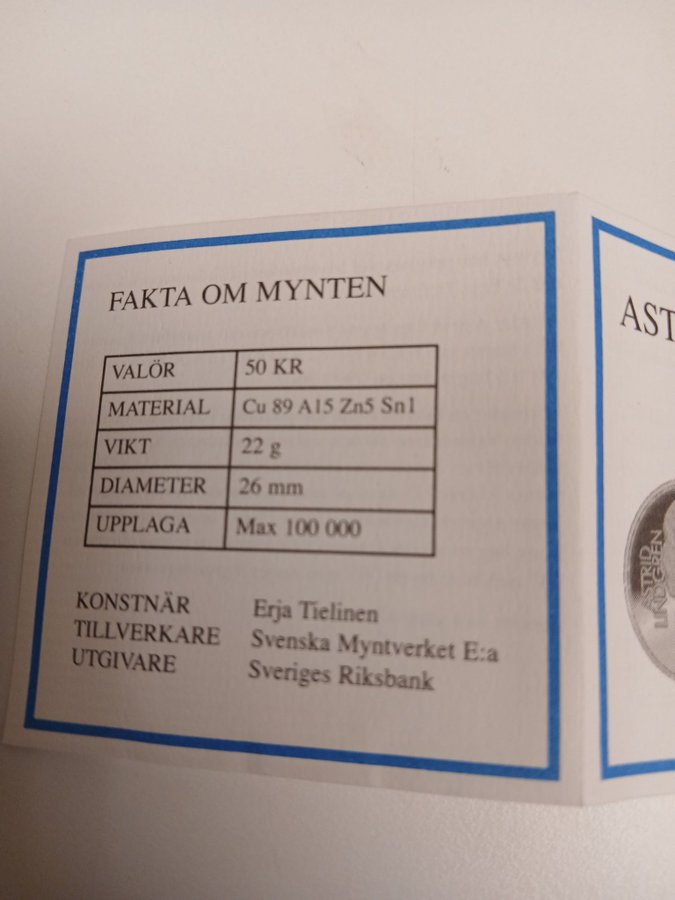 FAKTA OM MYNTEN
VALÖR 50 KR
MATERIAL Cu 89 A15 Zn5 Sn1
VIKT 22 g
DIAMETER 26 mm
UPPLAGA Max 100 000
KONSTNÄR Erja Tielinen
TILLVERKARE Svenska Myntverket E:a
UTGIVARE Sveriges Riksbank
AST
ASTRID
LINDGREN